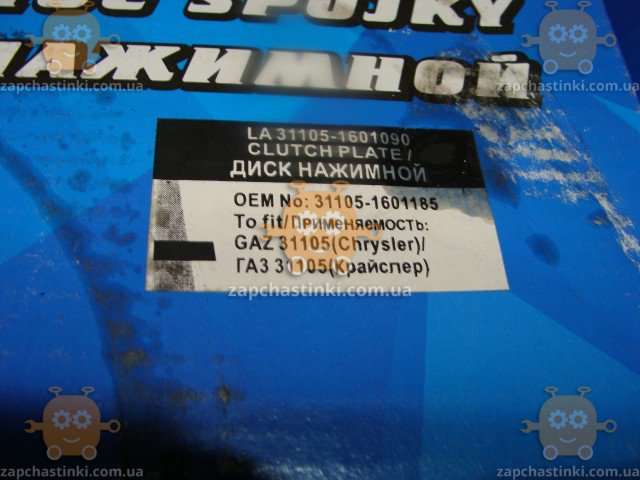 SPOJKY
НАЖИМНОЙ
LA 31105-1601090
CLUTCH PLATE /
ДИСК НАЖИМНОЙ
OEM No: 31105-1601185
To fit/Применяемость:
GAZ 31105(Chrysler)/
ГАЗ 31105(Крайслер)
zapchastinki.com.ua
zapchastinki.com.ua
zapchastinki.com.ua
zapchastinki.com.ua
zapchastinki.com.ua